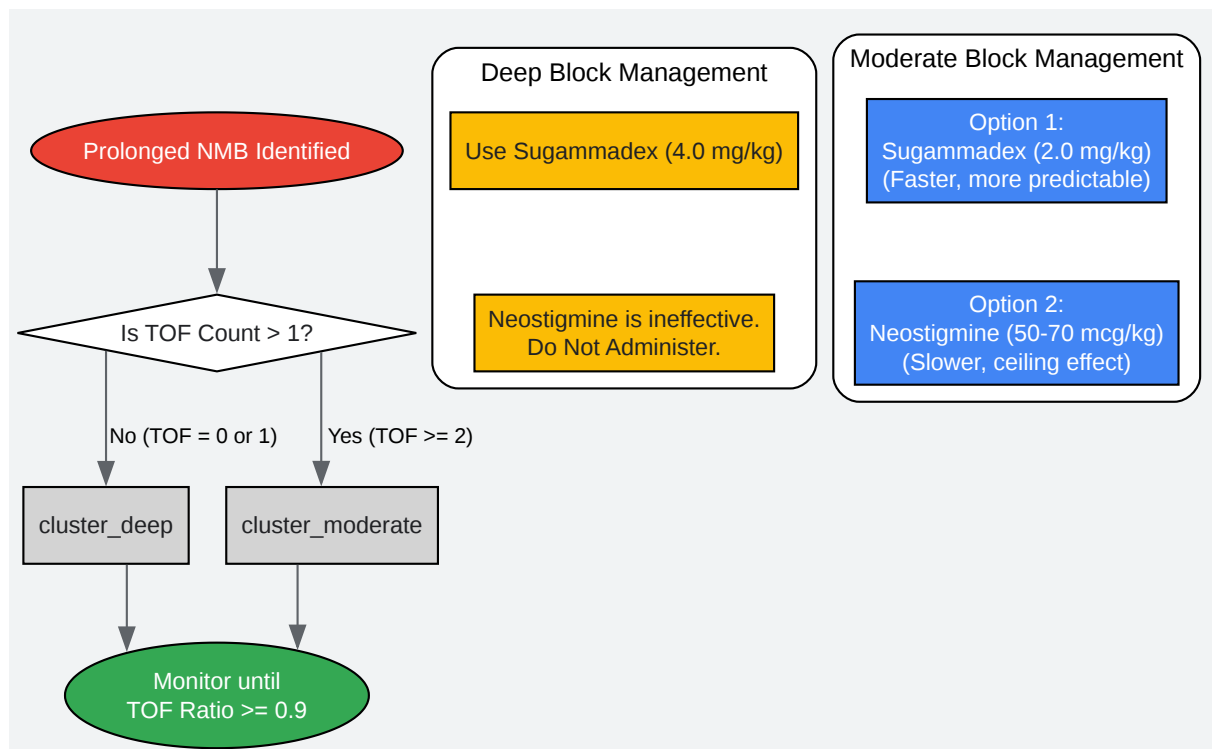 Prolonged NMB Identified
Is TOF Count > 1?
No (TOF = 0 or 1)
Yes (TOF >= 2)
cluster_deep
cluster_moderate
Monitor until
TOF Ratio >= 0.9
Deep Block Management
Use Sugammadex (4.0 mg/kg)
Neostigmine is ineffective.
Do Not Administer.
Moderate Block Management
Option 1:
Sugammadex (2.0 mg/kg)
(Faster, more predictable)
Option 2:
Neostigmine (50-70 mcg/kg)
(Slower, ceiling effect)